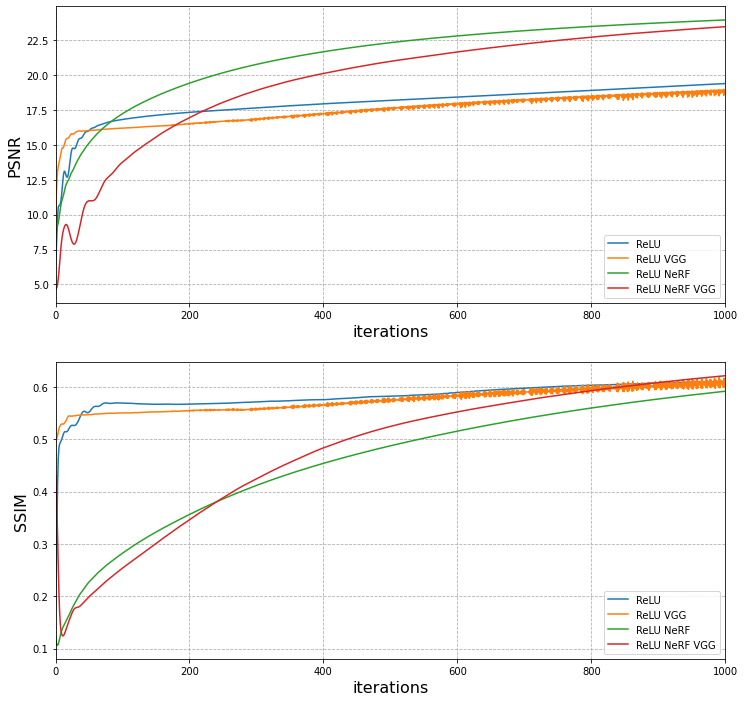 PSNR
22.5
20.0
17.5
15.0
12.5
10.0
7.5
5.0
ReLU
ReLU VGG
ReLU NeRF
ReLU NeRF VGG
0 200 400 600 800 1000
iterations
SSIM
0.6
0.5
0.4
0.3
0.2
0.1
ReLU
ReLU VGG
ReLU NeRF
ReLU NeRF VGG
0 200 400 600 800 1000
iterations